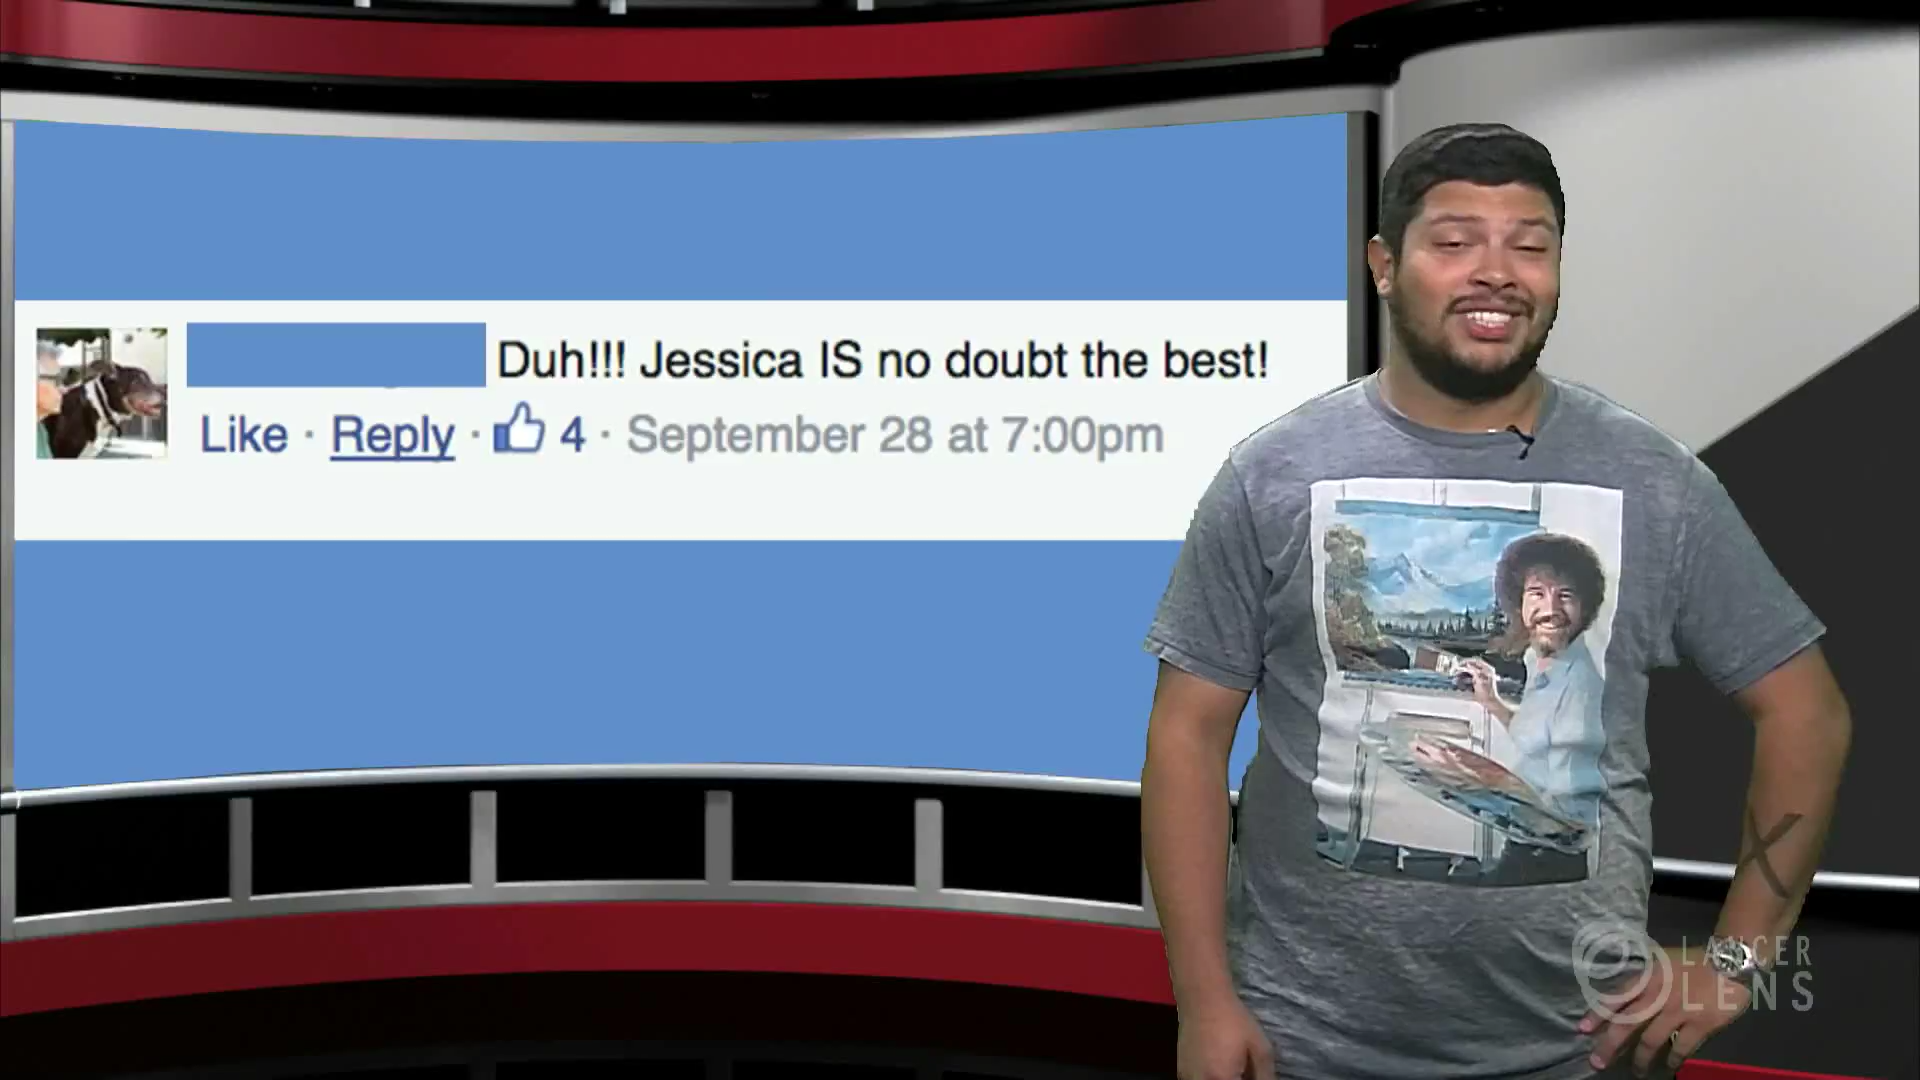 Duh!!! Jessica IS no doubt the best!
Like · Reply · 4 · September 28 at 7:00pm
LANCER
LENS